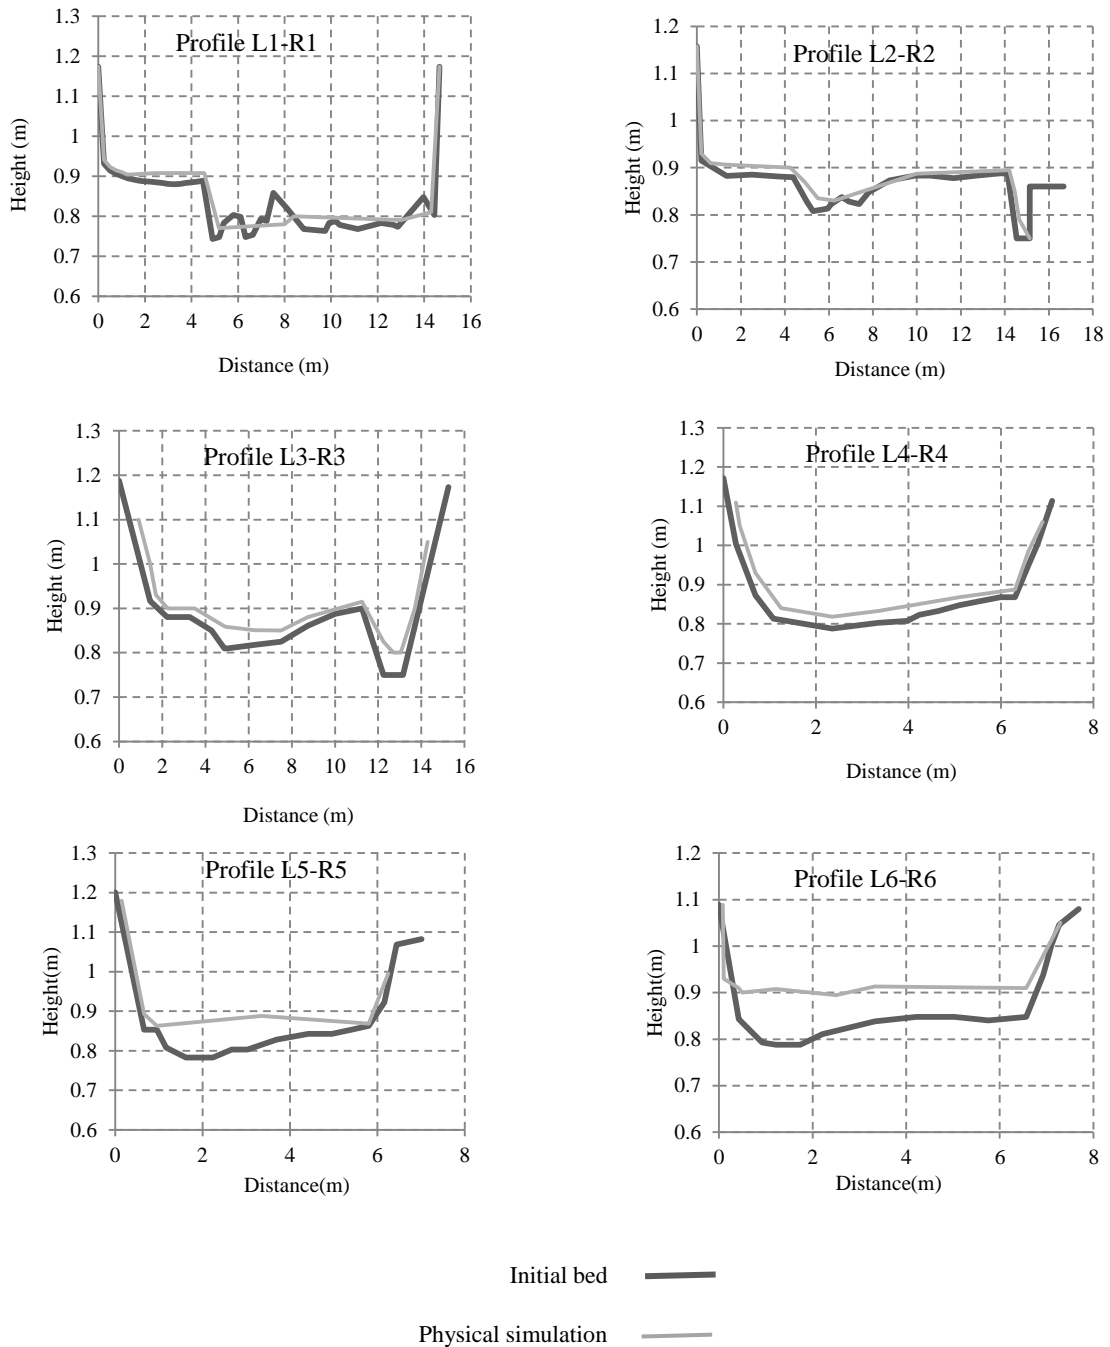 Profile L1-R1
1.3
1.2
1.1
1
0.9
0.8
0.7
0.6
Height (m)
0 2 4 6 8 10 12 14 16
Distance (m)
Profile L2-R2
1.2
1.1
1
0.9
0.8
0.7
0.6
Height (m)
0 2 4 6 8 10 12 14 16 18
Distance (m)
Profile L3-R3
1.3
1.2
1.1
1
0.9
0.8
0.7
0.6
Height (m)
0 2 4 6 8 10 12 14 16
Distance (m)
Profile L4-R4
1.3
1.2
1.1
1
0.9
0.8
0.7
0.6
Height (m)
0 2 4 6 8
Distance (m)
Profile L5-R5
1.3
1.2
1.1
1
0.9
0.8
0.7
0.6
Height(m)
0 2 4 6 8
Distance(m)
Profile L6-R6
1.2
1.1
1
0.9
0.8
0.7
0.6
Height(m)
0 2 4 6 8
Distance(m)
Initial bed
Physical simulation